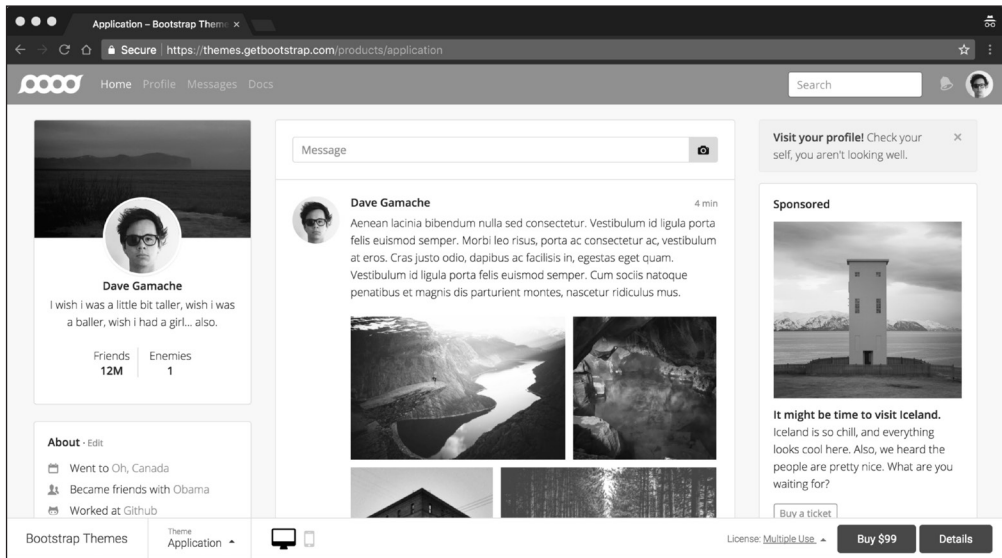 Application – Bootstrap Theme ×
Secure | https://themes.getbootstrap.com/products/application
Home Profile Messages Docs
Search
Dave Gamache
I wish i was a little bit taller, wish i was
a baller, wish i had a girl... also.
Friends Enemies
12M 1
About · Edit
Went to Oh, Canada
Became friends with Obama
Worked at Github
Message
Dave Gamache 4 min
Aenean lacinia bibendum nulla sed consectetur. Vestibulum id ligula porta
felis euismod semper. Morbi leo risus, porta ac consectetur ac, vestibulum
at eros. Cras justo odio, dapibus ac facilisis in, egestas eget quam.
Vestibulum id ligula porta felis euismod semper. Cum sociis natoque
penatibus et magnis dis parturient montes, nascetur ridiculus mus.
Visit your profile! Check your ×
self, you aren't looking well.
Sponsored
It might be time to visit Iceland.
Iceland is so chill, and everything
looks cool here. Also, we heard the
people are pretty nice. What are you
waiting for?
Buy a ticket
Bootstrap Themes
Theme
Application
License: Multiple Use
Buy $99
Details